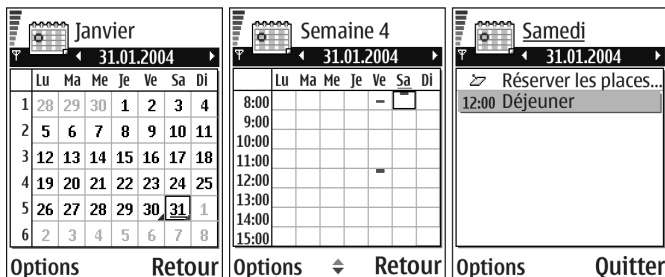 Janvier
31.01.2004
Lu Ma Me Je Ve Sa Di
1 28 29 30 1 2 3 4
2 5 6 7 8 9 10 11
3 12 13 14 15 16 17 18
4 19 20 21 22 23 24 25
5 26 27 28 29 30 31 1
6 2 3 4 5 6 7 8
Options Retour
Semaine 4
31.01.2004
Lu Ma Me Je Ve Sa Di
8:00
9:00
10:00
11:00
12:00
13:00
14:00
15:00
Options Retour
Samedi
31.01.2004
Réserver les places...
12:00 Déjeuner
Options Quitter